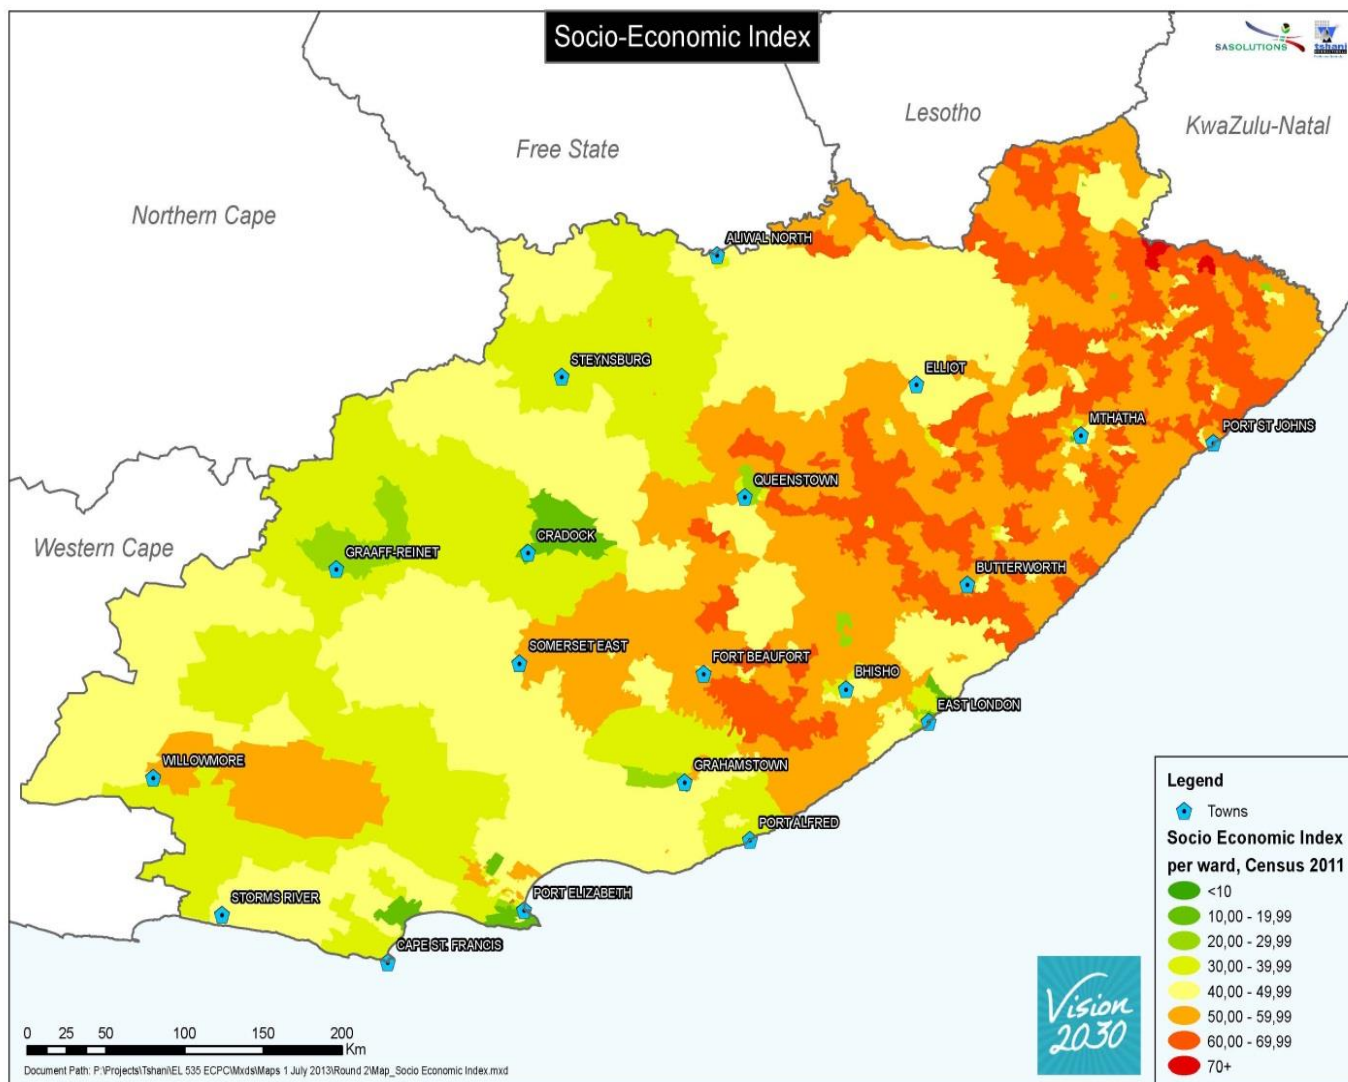 Socio-Economic Index
SASOLUTIONS
tshani
Lesotho
KwaZulu-Natal
Free State
Northern Cape
Western Cape
ALIWAL NORTH
STEYNSBURG
ELLIOT
MTHATHA
PORT ST JOHNS
QUEENSTOWN
CRADOCK
GRAAFF-REINET
BUTTERWORTH
SOMERSET EAST
FORT BEAUFORT
BHISHO
EAST LONDON
WILLOWMORE
GRAHAMSTOWN
PORT ALFRED
STORMS RIVER
PORT ELIZABETH
CAPE ST. FRANCIS
Legend
Towns
Socio Economic Index
per ward, Census 2011
<10
10,00 - 19,99
20,00 - 29,99
30,00 - 39,99
40,00 - 49,99
50,00 - 59,99
60,00 - 69,99
70+
Vision
2030
0 25 50 100 150 200
Km
Document Path: P:\Projects\Tshani\EL 535 ECPC\Mxds\Maps 1 July 2013\Round 2\Map_Socio Economic Index.mxd